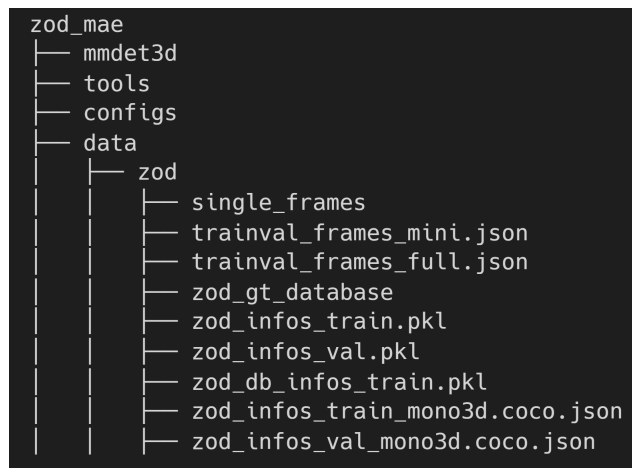 zod_mae
├── mmdet3d
├── tools
├── configs
├── data
│   ├── zod
│   │   ├── single_frames
│   │   ├── trainval_frames_mini.json
│   │   ├── trainval_frames_full.json
│   │   ├── zod_gt_database
│   │   ├── zod_infos_train.pkl
│   │   ├── zod_infos_val.pkl
│   │   ├── zod_db_infos_train.pkl
│   │   ├── zod_infos_train_mono3d.coco.json
│   │   ├── zod_infos_val_mono3d.coco.json